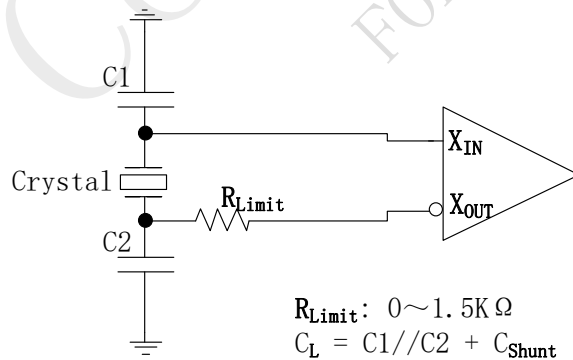 C1
X_IN
Crystal
R_Limit
X_OUT
C2
R_Limit: 0～1.5KΩ
C_L = C1//C2 + C_Shunt